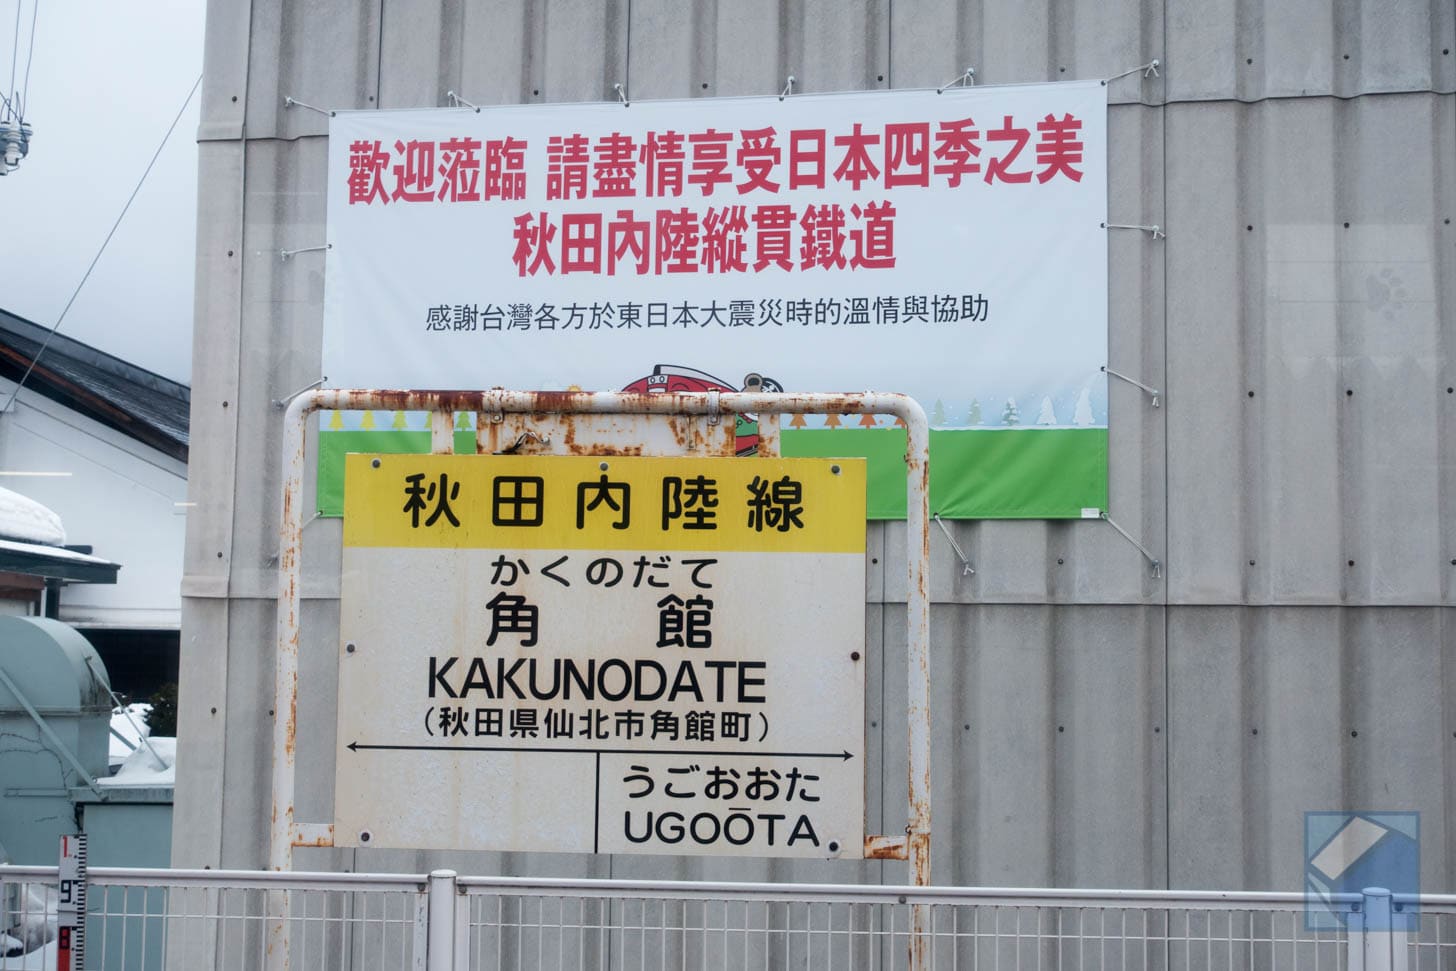 歡迎蒞臨 請盡情享受日本四季之美
秋田內陸縱貫鐵道
感謝台灣各方於東日本大震災時的溫情與協助
秋田内陸線
かくのだて
角館
KAKUNODATE
(秋田県仙北市角館町)
うごおおた
UGOŌTA
1
9
8